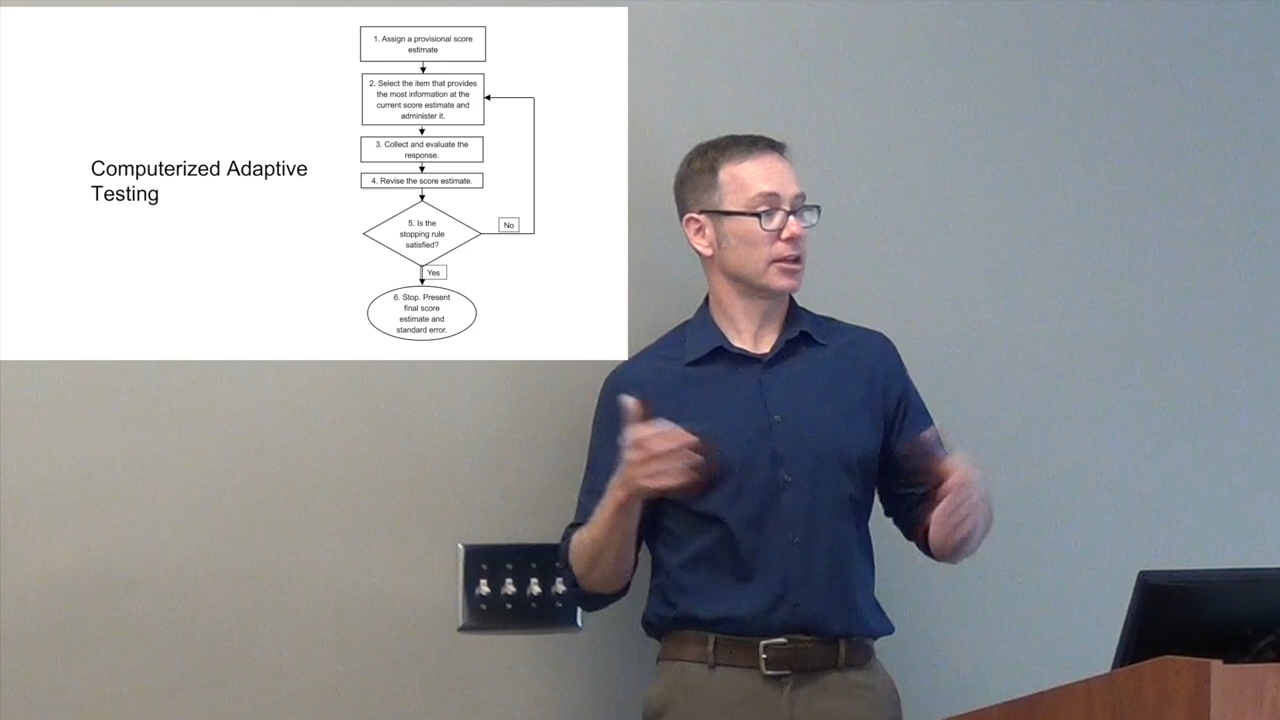 Computerized Adaptive
Testing
1. Assign a provisional score
estimate
2. Select the item that provides
the most information at the
current score estimate and
administer it.
3. Collect and evaluate the
response.
4. Revise the score estimate.
5. Is the
stopping rule
satisfied?
No
Yes
6. Stop. Present
final score
estimate and
standard error.